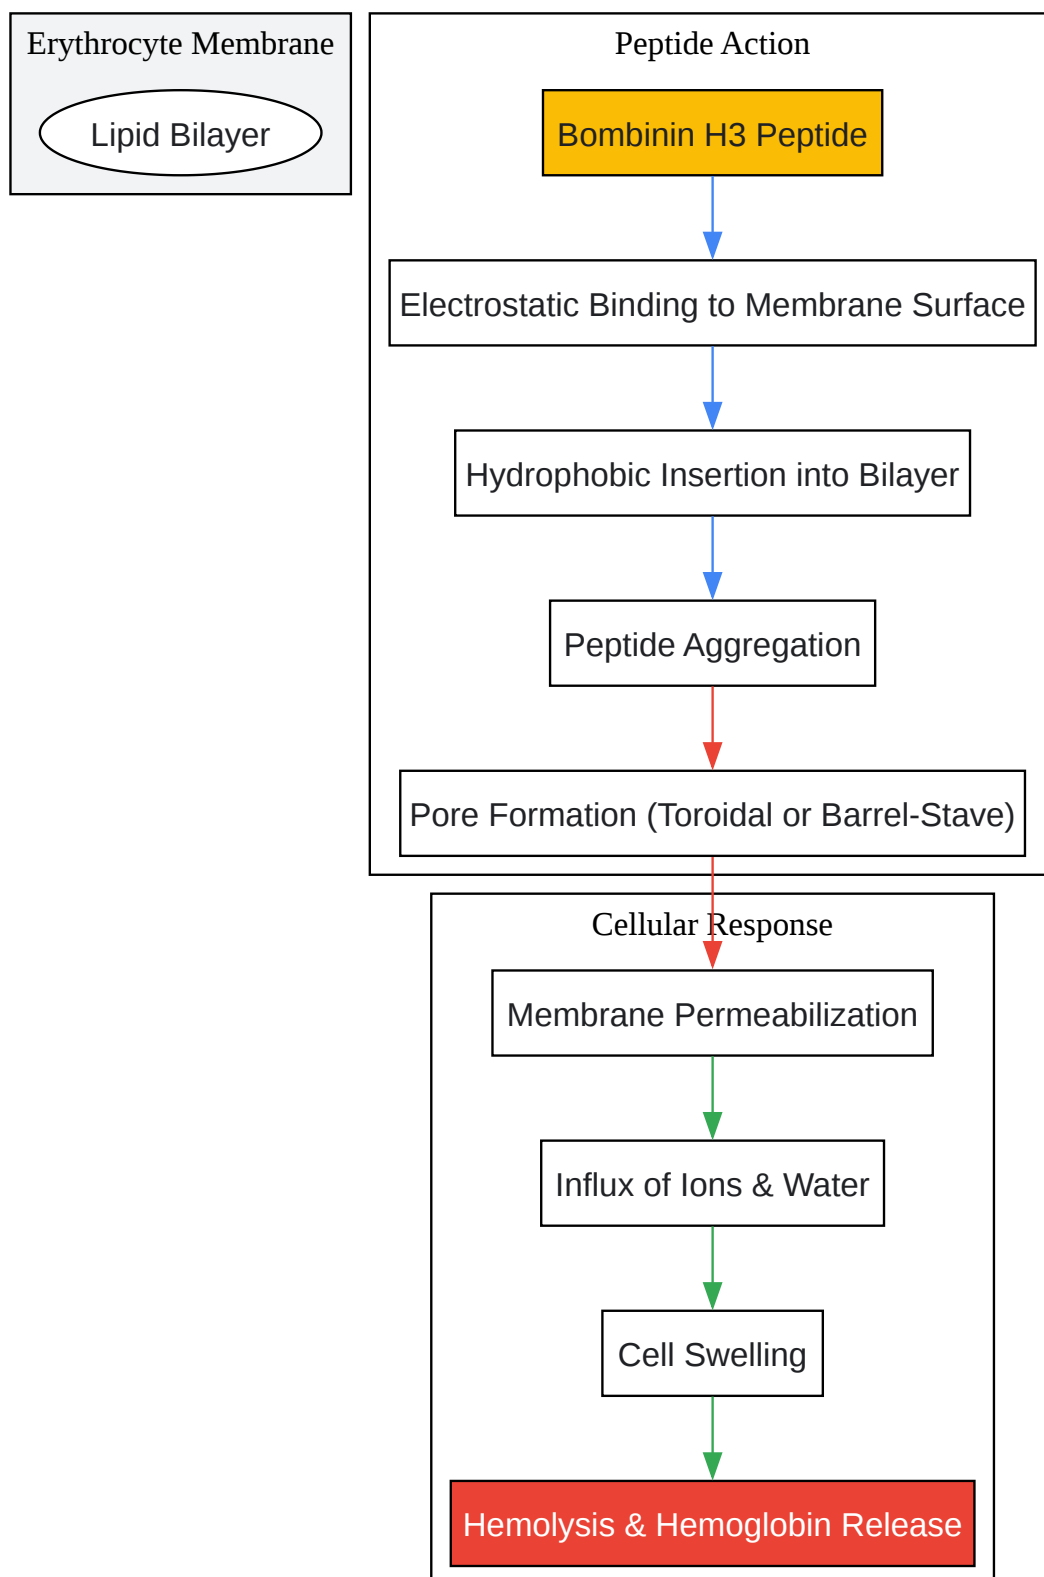 Erythrocyte Membrane
Lipid Bilayer
Peptide Action
Bombinin H3 Peptide
Electrostatic Binding to Membrane Surface
Hydrophobic Insertion into Bilayer
Peptide Aggregation
Pore Formation (Toroidal or Barrel-Stave)
Cellular Response
Membrane Permeabilization
Influx of Ions & Water
Cell Swelling
Hemolysis & Hemoglobin Release